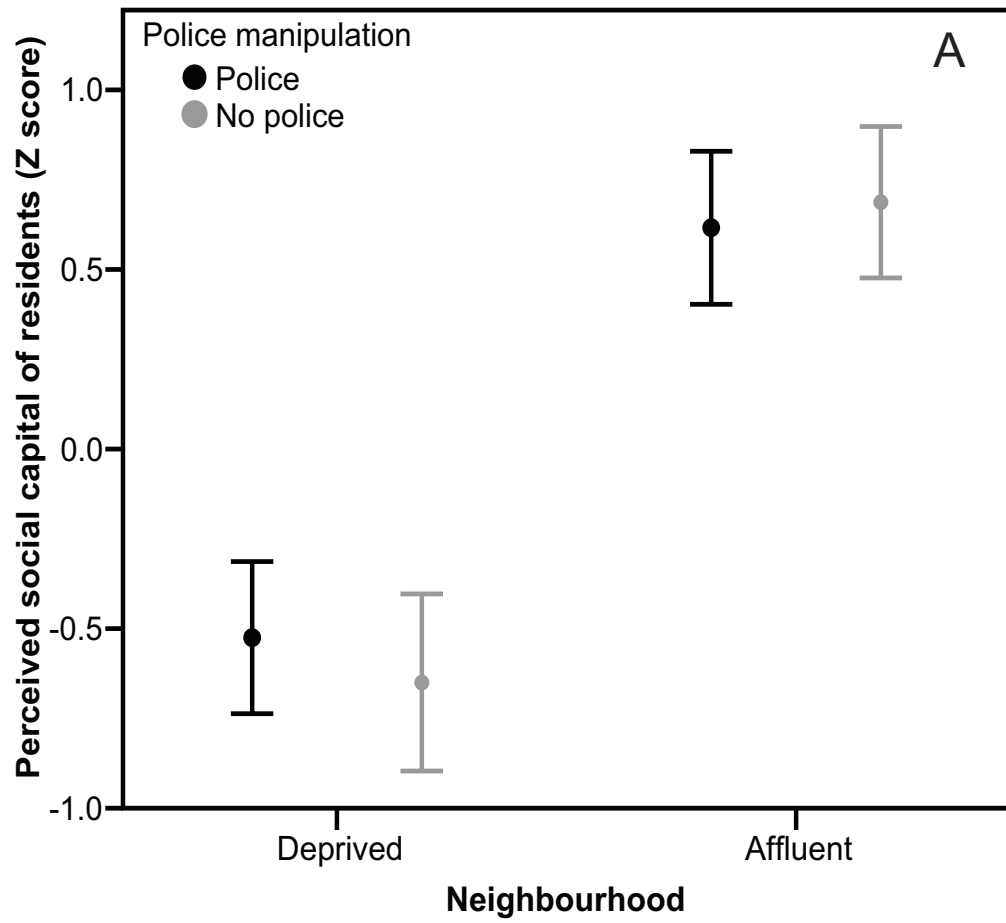 Police manipulation
Police
No police
A
Perceived social capital of residents (Z score)
1.0
0.5
0.0
-0.5
-1.0
Deprived
Affluent
Neighbourhood